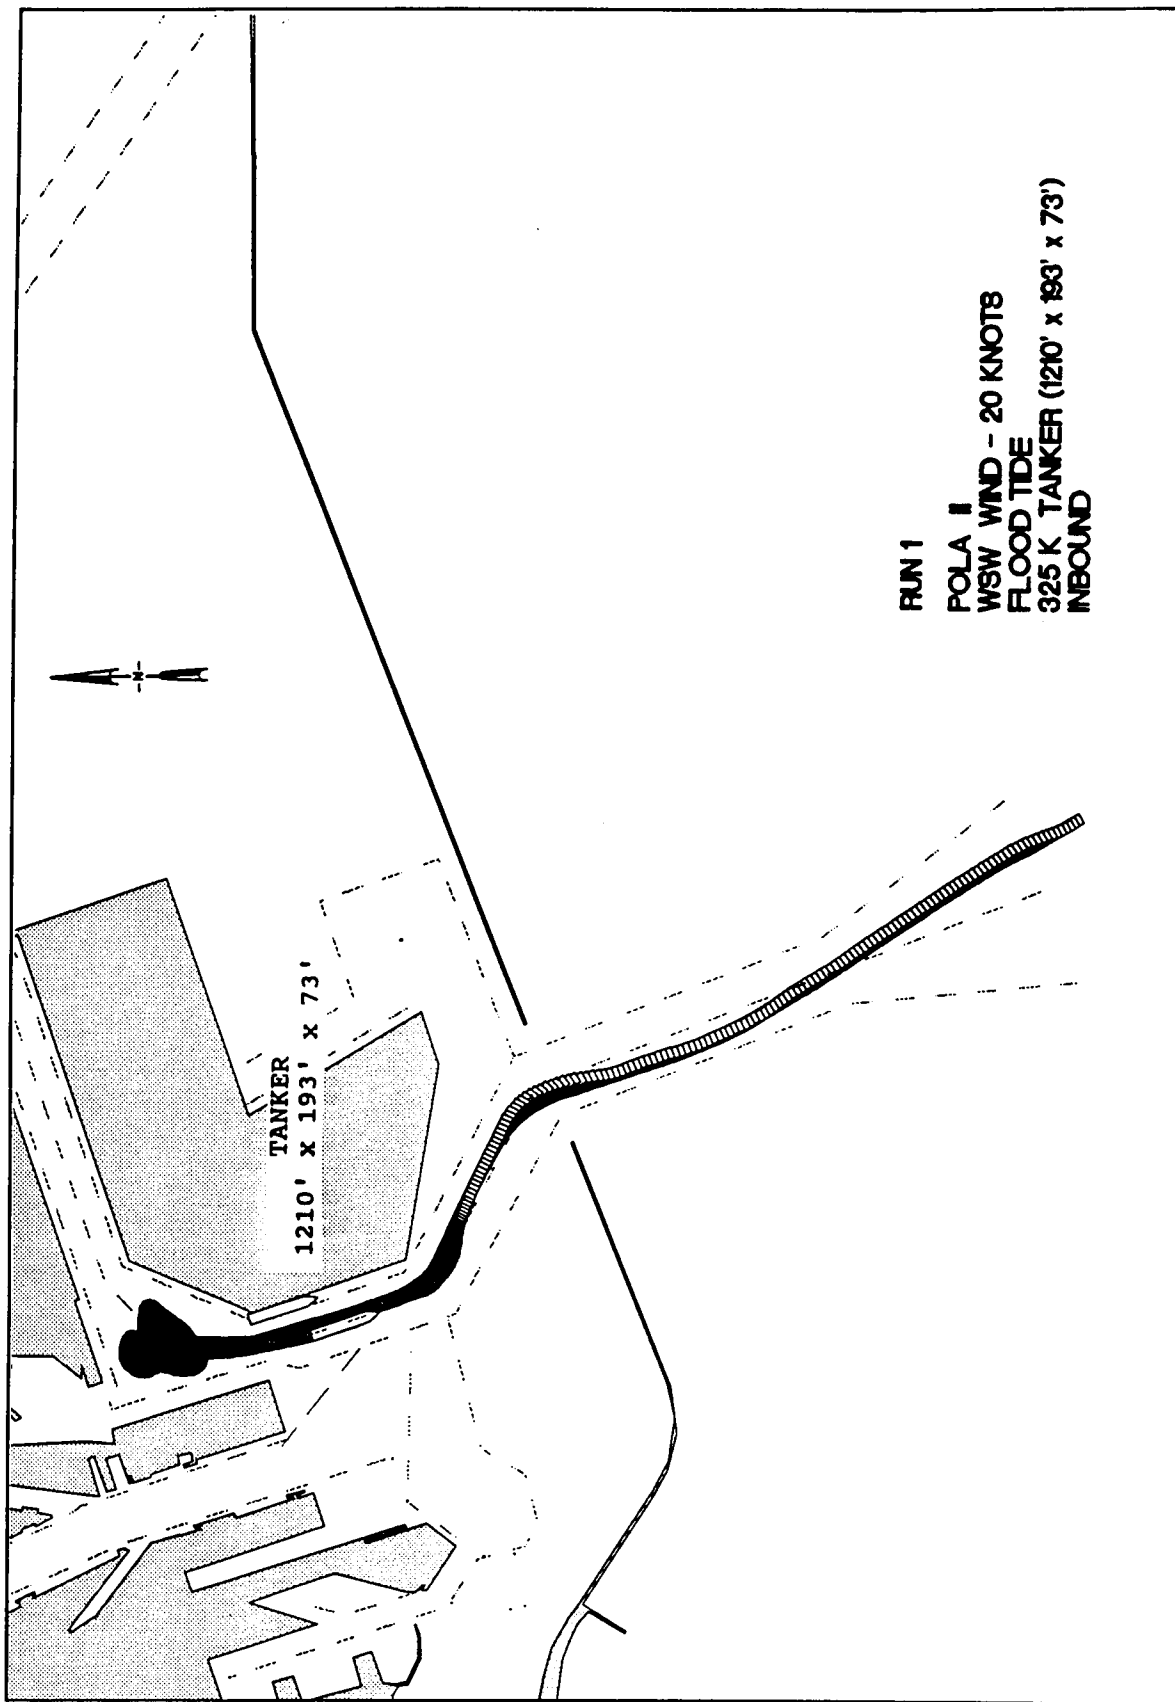 -N-
TANKER
1210' x 193' x 73'
RUN 1
POLA II
WSW WIND - 20 KNOTS
FLOOD TIDE
325 K TANKER (1210' x 193' x 73')
INBOUND